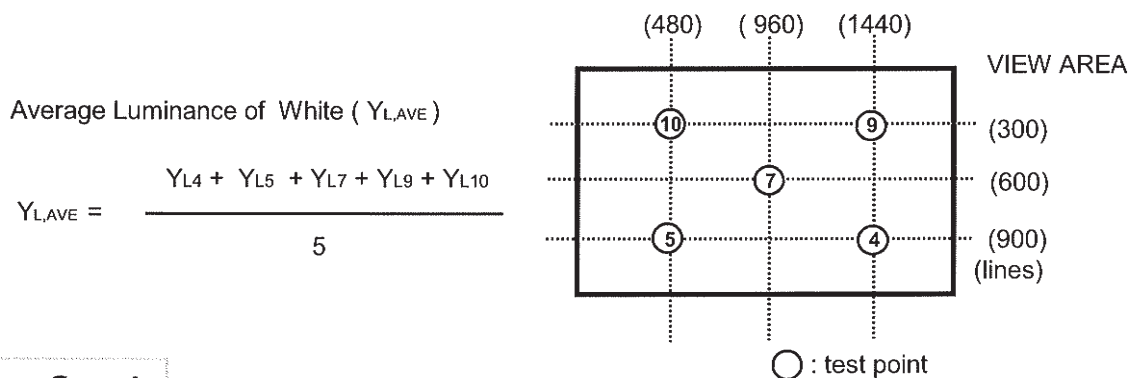 (480) ( 960) (1440)
VIEW AREA
Average Luminance of White ( YL,AVE )
10 9 (300)
YL4 + YL5 + YL7 + YL9 + YL10
7 (600)
YL,AVE =
5
5 4 (900)
(lines)
: test point